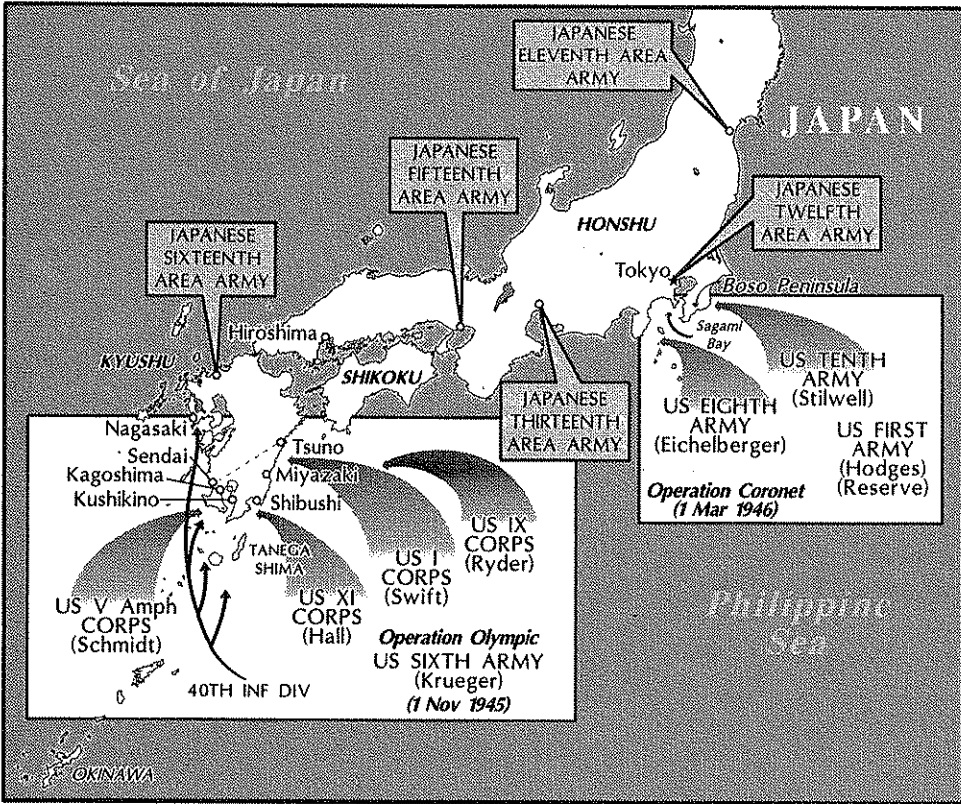 JAPANESE
ELEVENTH AREA
ARMY
Sea of Japan
JAPAN
JAPANESE
FIFTEENTH
AREA ARMY
JAPANESE
TWELFTH
AREA ARMY
HONSHU
JAPANESE
SIXTEENTH
AREA ARMY
Tokyo
Boso Peninsula
Hiroshima
Sagami
Bay
KYUSHU
SHIKOKU
US TENTH
ARMY
(Stilwell)
JAPANESE
THIRTEENTH
AREA ARMY
US EIGHTH
ARMY
(Eichelberger)
US FIRST
ARMY
(Hodges)
(Reserve)
Operation Coronet
(1 Mar 1946)
Nagasaki
Tsuno
Sendai
Miyazaki
Kagoshima
Kushikino
Shibushi
TANEGA
SHIMA
US IX
CORPS
(Ryder)
US I
CORPS
(Swift)
US XI
CORPS
(Hall)
US V Amph
CORPS
(Schmidt)
Operation Olympic
US SIXTH ARMY
(Krueger)
(1 Nov 1945)
40TH INF DIV
Philippine
Sea
OKINAWA